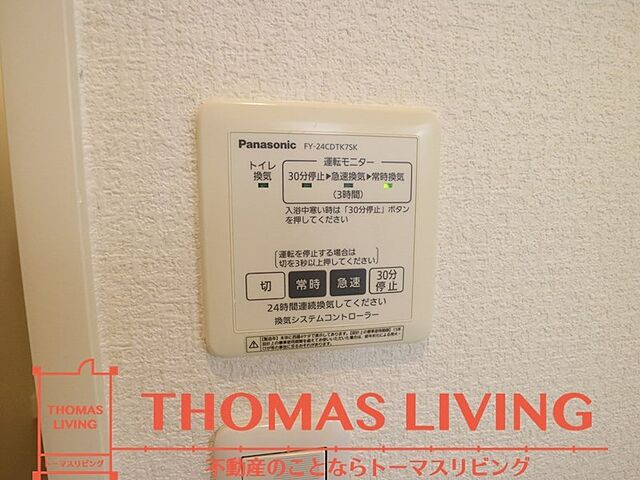 Panasonic FY-24CDTK7SK
トイレ換気
運転モニター
30分停止▶急速換気▶常時換気
(3時間)
入浴中寒い時は「30分停止」ボタン
を押してください
運転を停止する場合は
切を3秒以上押してください
切 常時 急速 30分停止
24時間連続換気してください
換気システムコントローラー
THOMAS LIVING
トーマスリビング
THOMAS LIVING
不動産のことならトーマスリビング